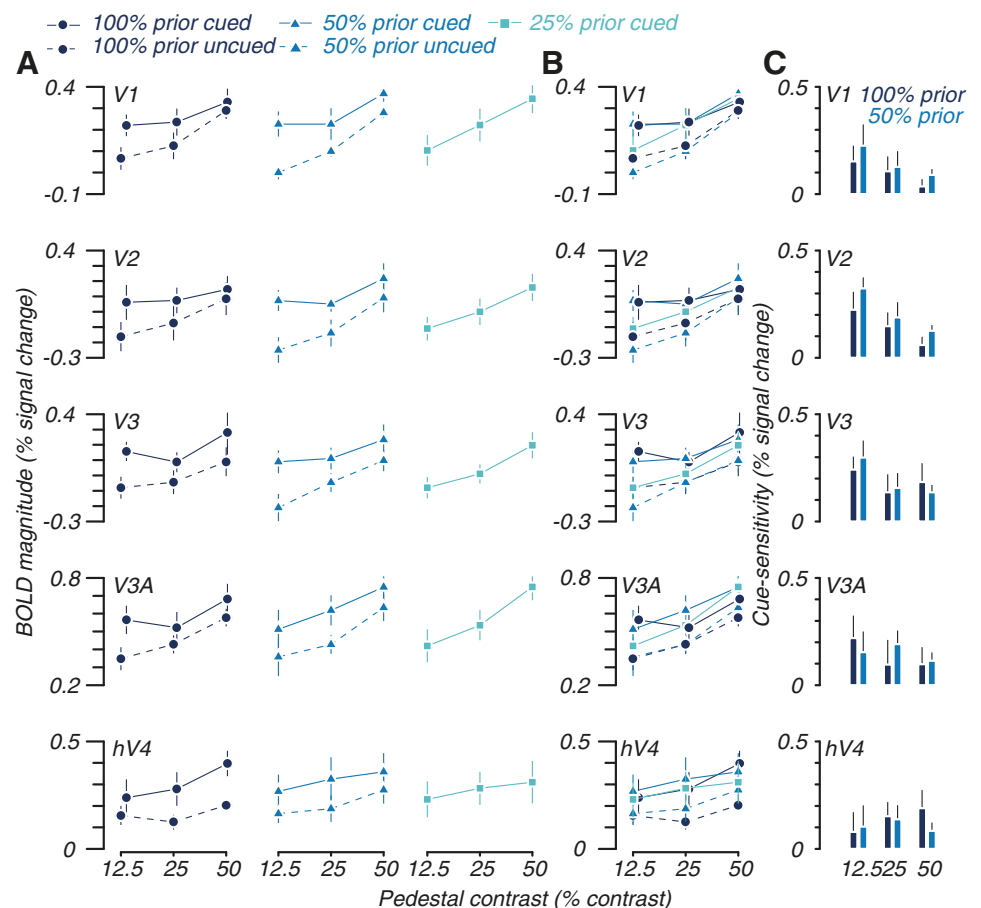 100% prior cued 50% prior cued 25% prior cued
100% prior uncued 50% prior uncued
A B C
0.4 V1 0.4 V1 0.5 V1 100% prior
50% prior
-0.1 -0.1 0
0.4 V2 0.4 V2 0.5 V2
-0.3 -0.3 0
0.4 V3 0.4 V3 0.5 V3
-0.3 -0.3 0
0.8 V3A 0.8 V3A 0.5 V3A
0.2 0.2 0
0.5 hV4 0.5 hV4 0.5 hV4
0 0 0
12.5 25 50 12.5 25 50 12.5 25 50 12.5 25 50 12.5 25 50
BOLD magnitude (% signal change)
Cue-sensitivity (% signal change)
Pedestal contrast (% contrast)